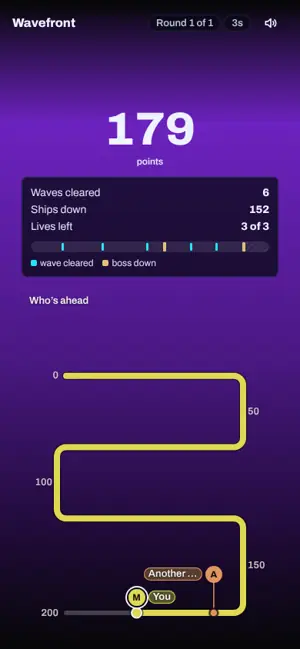 Wavefront Round 1 of 1 3s
179
points
Waves cleared 6
Ships down 152
Lives left 3 of 3
wave cleared boss down
Who's ahead
0
50
100
150
Another ... A
M You
200